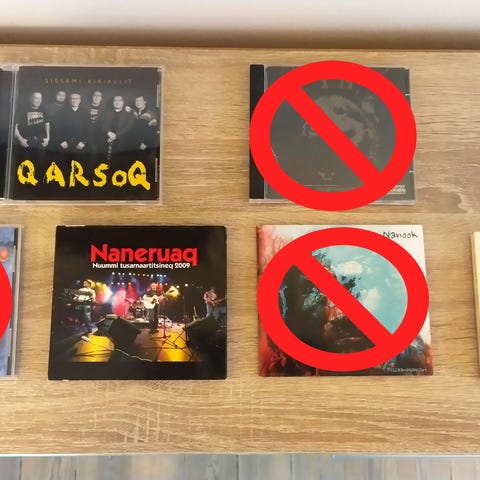 SISSAMI KIKIALLIT
QARSOQ
Naneruaq
Nuummi tusarnaartitsineq 2009
Nanook